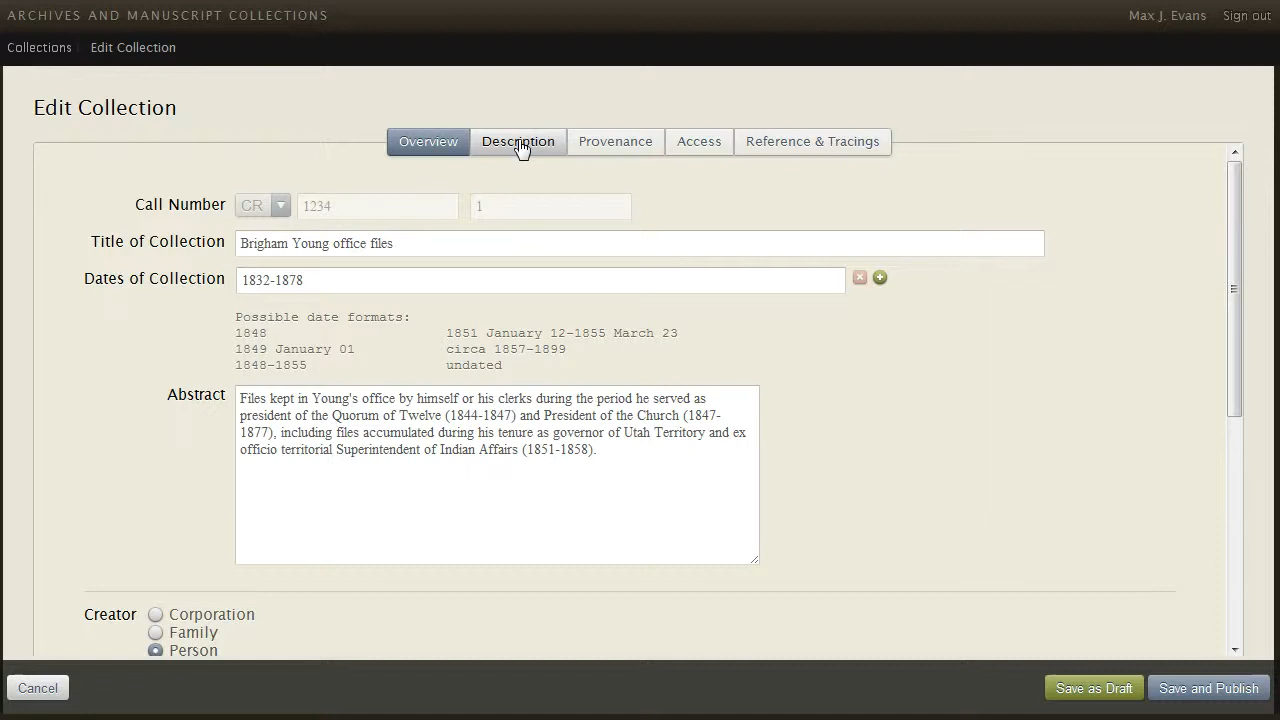 ARCHIVES AND MANUSCRIPT COLLECTIONS
Max J. Evans Sign out
Collections Edit Collection
Edit Collection
Overview Description Provenance Access Reference & Tracings
Call Number CR 1234 1
Title of Collection Brigham Young office files
Dates of Collection 1832-1878
Possible date formats:
1848 1851 January 12-1855 March 23
1849 January 01 circa 1857-1899
1848-1855 undated
Abstract Files kept in Young's office by himself or his clerks during the period he served as
president of the Quorum of Twelve (1844-1847) and President of the Church (1847-
1877), including files accumulated during his tenure as governor of Utah Territory and ex
officio territorial Superintendent of Indian Affairs (1851-1858).
Creator Corporation
Family
Person
Cancel Save as Draft Save and Publish